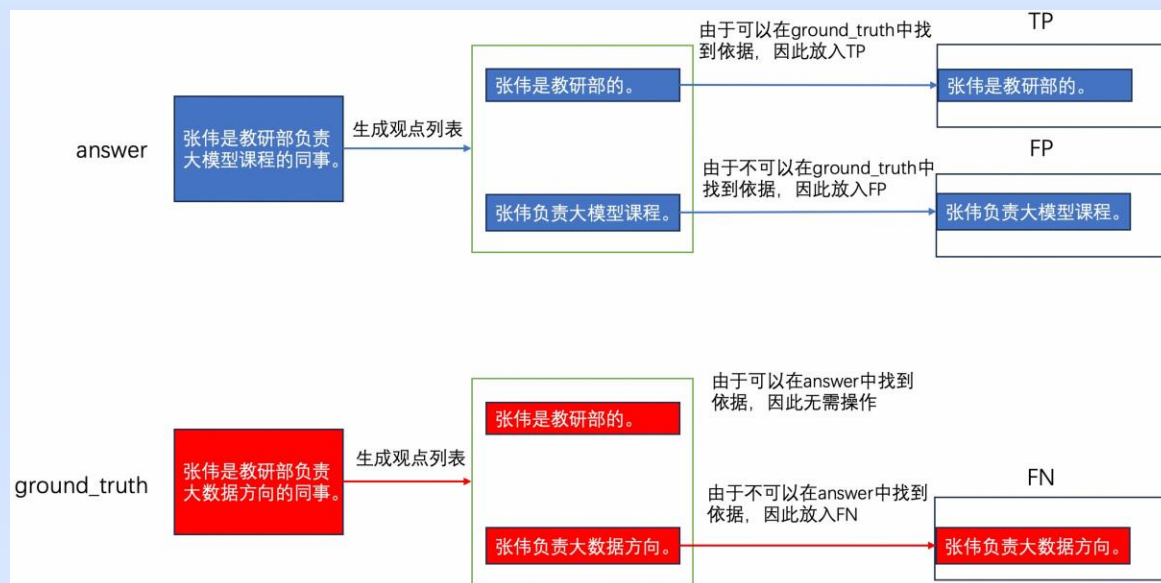 由于可以在ground_truth中找
到依据，因此放入TP
TP
answer
张伟是教研部负责
大模型课程的同事。
生成观点列表
张伟是教研部的。
张伟是教研部的。
由于不可以在ground_truth中
找到依据，因此放入FP
FP
张伟负责大模型课程。
张伟负责大模型课程。
ground_truth
张伟是教研部负责
大数据方向的同事。
生成观点列表
张伟是教研部的。
由于可以在answer中找到
依据，因此无需操作
张伟负责大数据方向。
由于不可以在answer中找到
依据，因此放入FN
FN
张伟负责大数据方向。